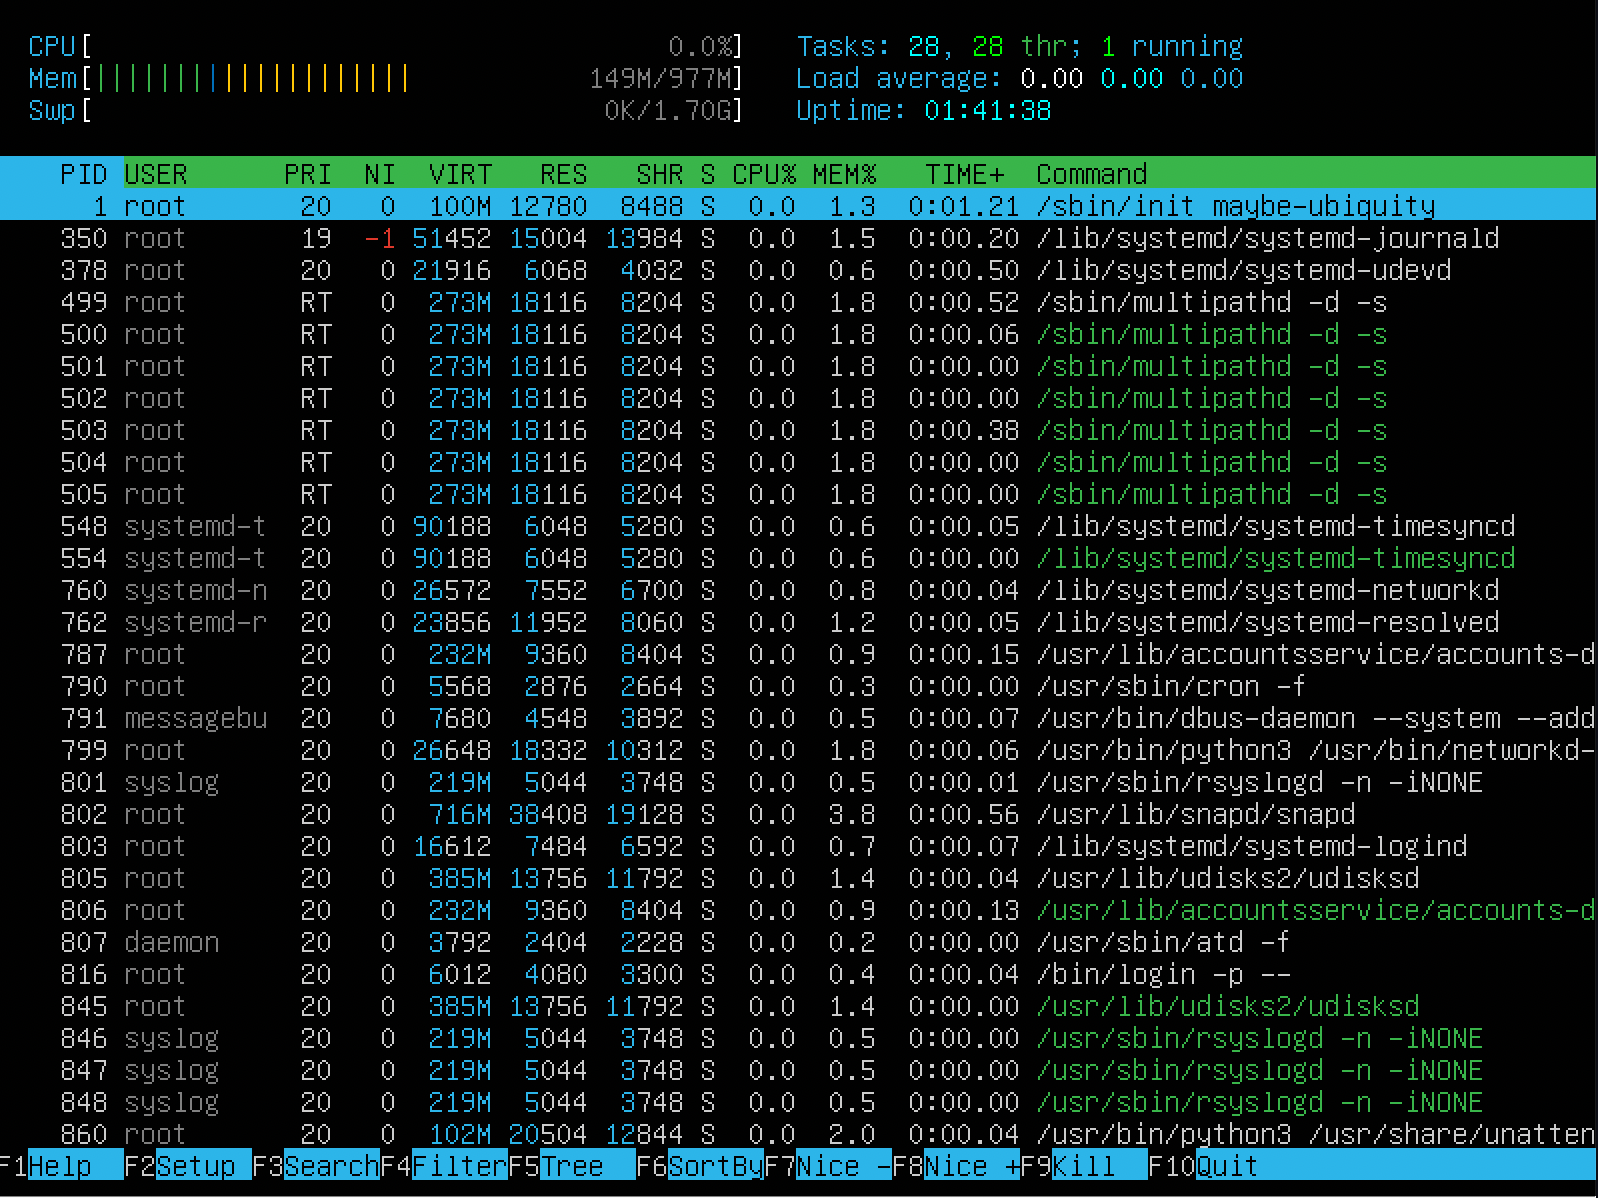 CPU[ 0.0%] Tasks: 28, 28 thr; 1 running
Mem[||||||||||||||||||||     149M/977M] Load average: 0.00 0.00 0.00
Swp[ 0K/1.70G] Uptime: 01:41:38
PID USER PRI NI VIRT RES SHR S CPU% MEM% TIME+ Command
1 root 20 0 100M 12780 8488 S 0.0 1.3 0:01.21 /sbin/init maybe-ubiquity
350 root 19 -1 51452 15004 13984 S 0.0 1.5 0:00.20 /lib/systemd/systemd-journald
378 root 20 0 21916 6068 4032 S 0.0 0.6 0:00.50 /lib/systemd/systemd-udevd
499 root RT 0 273M 18116 8204 S 0.0 1.8 0:00.52 /sbin/multipathd -d -s
500 root RT 0 273M 18116 8204 S 0.0 1.8 0:00.06 /sbin/multipathd -d -s
501 root RT 0 273M 18116 8204 S 0.0 1.8 0:00.00 /sbin/multipathd -d -s
502 root RT 0 273M 18116 8204 S 0.0 1.8 0:00.00 /sbin/multipathd -d -s
503 root RT 0 273M 18116 8204 S 0.0 1.8 0:00.38 /sbin/multipathd -d -s
504 root RT 0 273M 18116 8204 S 0.0 1.8 0:00.00 /sbin/multipathd -d -s
505 root RT 0 273M 18116 8204 S 0.0 1.8 0:00.00 /sbin/multipathd -d -s
548 systemd-t 20 0 90188 6048 5280 S 0.0 0.6 0:00.05 /lib/systemd/systemd-timesyncd
554 systemd-t 20 0 90188 6048 5280 S 0.0 0.6 0:00.00 /lib/systemd/systemd-timesyncd
760 systemd-n 20 0 26572 7552 6700 S 0.0 0.8 0:00.04 /lib/systemd/systemd-networkd
762 systemd-r 20 0 23856 11952 8060 S 0.0 1.2 0:00.05 /lib/systemd/systemd-resolved
787 root 20 0 232M 9360 8404 S 0.0 0.9 0:00.15 /usr/lib/accountsservice/accounts-d
790 root 20 0 5568 2876 2664 S 0.0 0.3 0:00.00 /usr/sbin/cron -f
791 messagebu 20 0 7680 4548 3892 S 0.0 0.5 0:00.07 /usr/bin/dbus-daemon --system --add
799 root 20 0 26648 18332 10312 S 0.0 1.8 0:00.06 /usr/bin/python3 /usr/bin/networkd-
801 syslog 20 0 219M 5044 3748 S 0.0 0.5 0:00.01 /usr/sbin/rsyslogd -n -iNONE
802 root 20 0 716M 38408 19128 S 0.0 3.8 0:00.56 /usr/lib/snapd/snapd
803 root 20 0 16612 7484 6592 S 0.0 0.7 0:00.07 /lib/systemd/systemd-logind
805 root 20 0 385M 13756 11792 S 0.0 1.4 0:00.04 /usr/lib/udisks2/udisksd
806 root 20 0 232M 9360 8404 S 0.0 0.9 0:00.13 /usr/lib/accountsservice/accounts-d
807 daemon 20 0 3792 2404 2228 S 0.0 0.2 0:00.00 /usr/sbin/atd -f
816 root 20 0 6012 4080 3300 S 0.0 0.4 0:00.04 /bin/login -p --
845 root 20 0 385M 13756 11792 S 0.0 1.4 0:00.00 /usr/lib/udisks2/udisksd
846 syslog 20 0 219M 5044 3748 S 0.0 0.5 0:00.00 /usr/sbin/rsyslogd -n -iNONE
847 syslog 20 0 219M 5044 3748 S 0.0 0.5 0:00.00 /usr/sbin/rsyslogd -n -iNONE
848 syslog 20 0 219M 5044 3748 S 0.0 0.5 0:00.00 /usr/sbin/rsyslogd -n -iNONE
860 root 20 0 102M 20504 12844 S 0.0 2.0 0:00.04 /usr/bin/python3 /usr/share/unatten
F1Help F2Setup F3SearchF4FilterF5Tree F6SortByF7Nice -F8Nice +F9Kill F10Quit